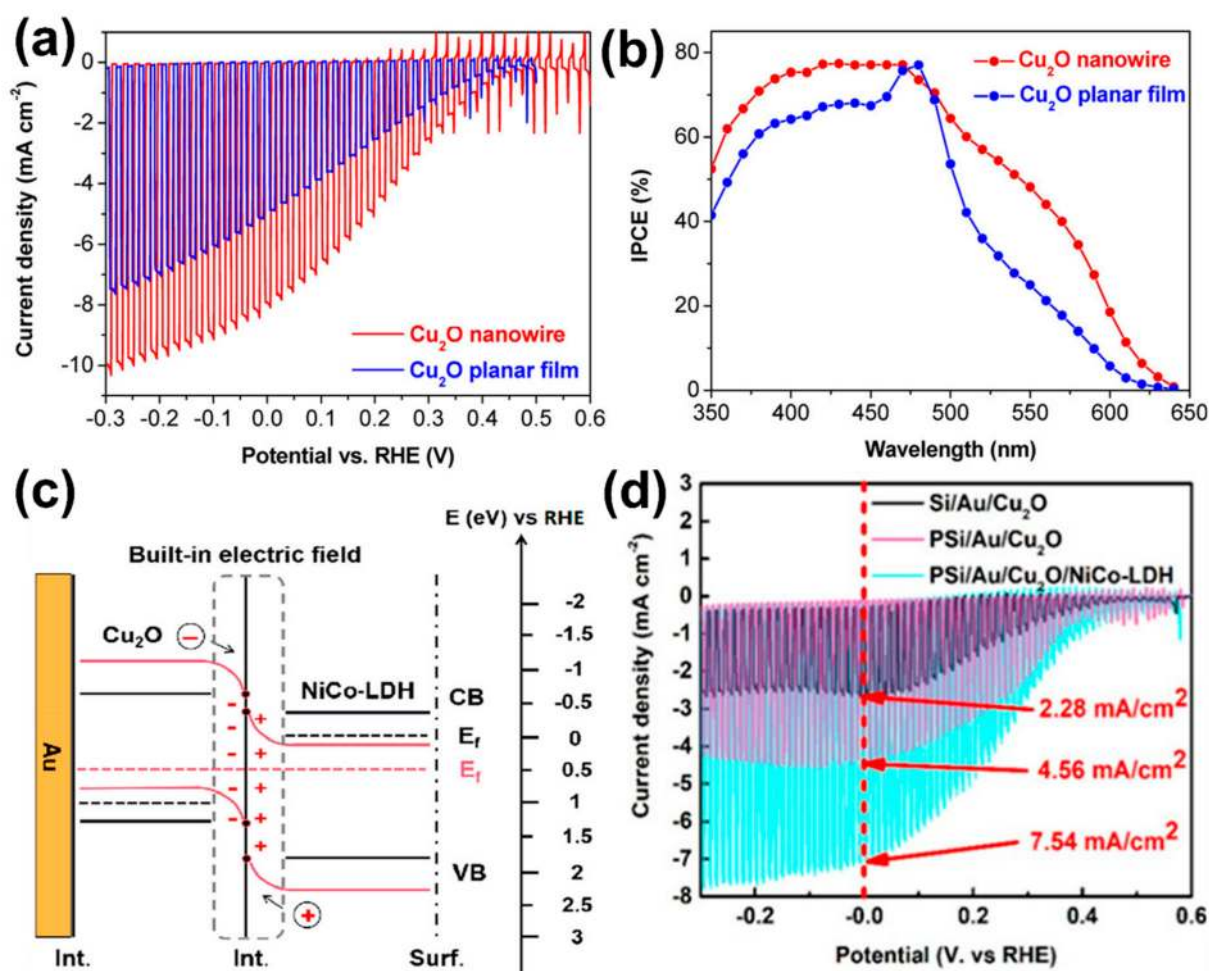 (a)
0
-2
-4
-6
-8
-10
Current density (mA cm⁻²)
Cu₂O nanowire
Cu₂O planar film
-0.3 -0.2 -0.1 0.0 0.1 0.2 0.3 0.4 0.5 0.6
Potential vs. RHE (V)
(b)
80
60
40
20
0
IPCE (%)
Cu₂O nanowire
Cu₂O planar film
350 400 450 500 550 600 650
Wavelength (nm)
(c)
E (eV) vs RHE
Built-in electric field
Cu₂O
NiCo-LDH
Au
CB
E_f
E_f
VB
-2
-1.5
-1
-0.5
0
0.5
1
1.5
2
2.5
3
Int. Int. Surf.
(d)
3
2
1
0
-1
-2
-3
-4
-5
-6
-7
-8
Current density (mA cm⁻²)
Si/Au/Cu₂O
PSi/Au/Cu₂O
PSi/Au/Cu₂O/NiCo-LDH
2.28 mA/cm²
4.56 mA/cm²
7.54 mA/cm²
-0.2 -0.0 0.2 0.4 0.6
Potential (V. vs RHE)